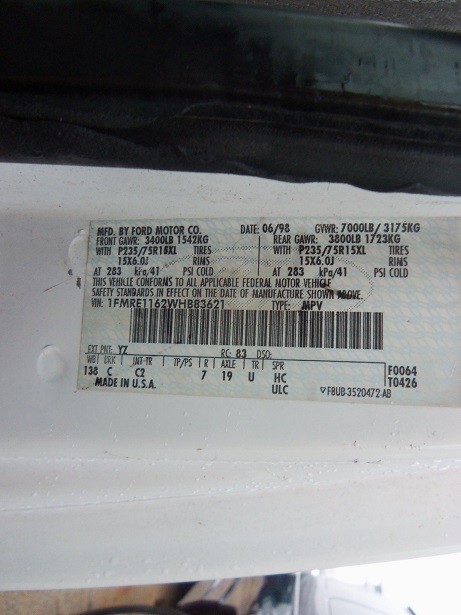 MFD. BY FORD MOTOR CO. DATE: 06/98 GVWR: 7000LB/ 3175KG
FRONT GAWR: 3400LB 1542KG REAR GAWR: 3800LB 1723KG
WITH P235/75R15XL TIRES WITH P235/75R15XL TIRES
15X6.0J RIMS 15X6.0J RIMS
AT 283 kPa/41 PSI COLD AT 283 kPa/41 PSI COLD
THIS VEHICLE CONFORMS TO ALL APPLICABLE FEDERAL MOTOR VEHICLE
SAFETY STANDARDS IN EFFECT ON THE DATE OF MANUFACTURE SHOWN ABOVE.
VIN: 1FMRE1162WHB83621 TYPE: MPV
EXT PNT: YZ RC: 83 DSO:
WB BRK INT-TR TP/PS R AXLE TR SPR F0064
138 C C2 7 19 U HC T0426
MADE IN U.S.A. ULC F8UB-3520472-AB